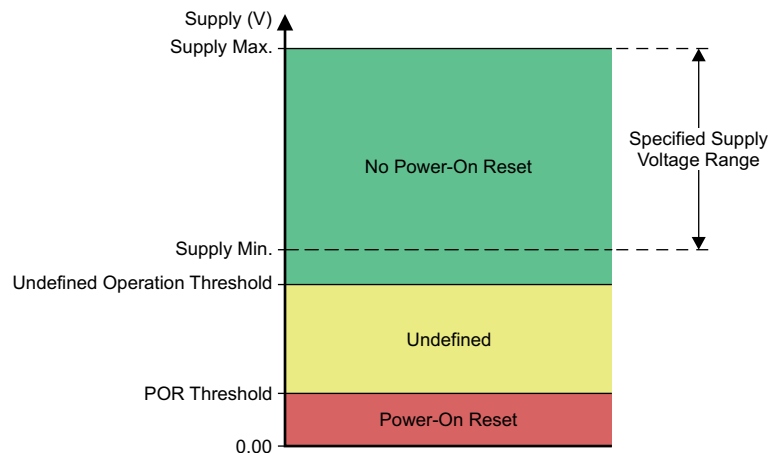 Supply (V)
Supply Max.
No Power-On Reset
Specified Supply
Voltage Range
Supply Min.
Undefined Operation Threshold
Undefined
POR Threshold
Power-On Reset
0.00